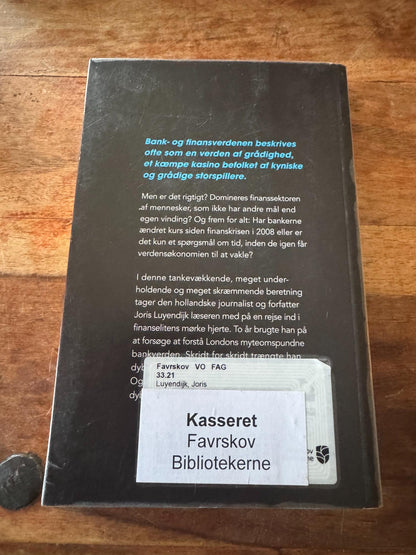 Bank- og finansverdenen beskrives
ofte som en verden af grådighed,
et kæmpe kasino befolket af kyniske
og grådige storspillere.
Men er det rigtigt? Domineres finanssektoren
af mennesker, som ikke har andre mål end
egen vinding? Og frem for alt: Har bankerne
ændret kurs siden finanskrisen i 2008 eller er
det kun et spørgsmål om tid, inden de igen får
verdensøkonomien til at vakle?
I denne tankevækkende, meget under-
holdende og meget skræmmende beretning
tager den hollandske journalist og forfatter
Joris Luyendijk læseren med på en rejse ind i
finanselitens mørke hjerte. To år brugte han på
at forsøge at forstå Londons myteomspundne
bankverden. Skridt for skridt trængte han
dyb
Og
dyb
Favrskov VO FAG
33.21
Luyendijk, Joris
Kasseret
Favrskov
Bibliotekerne